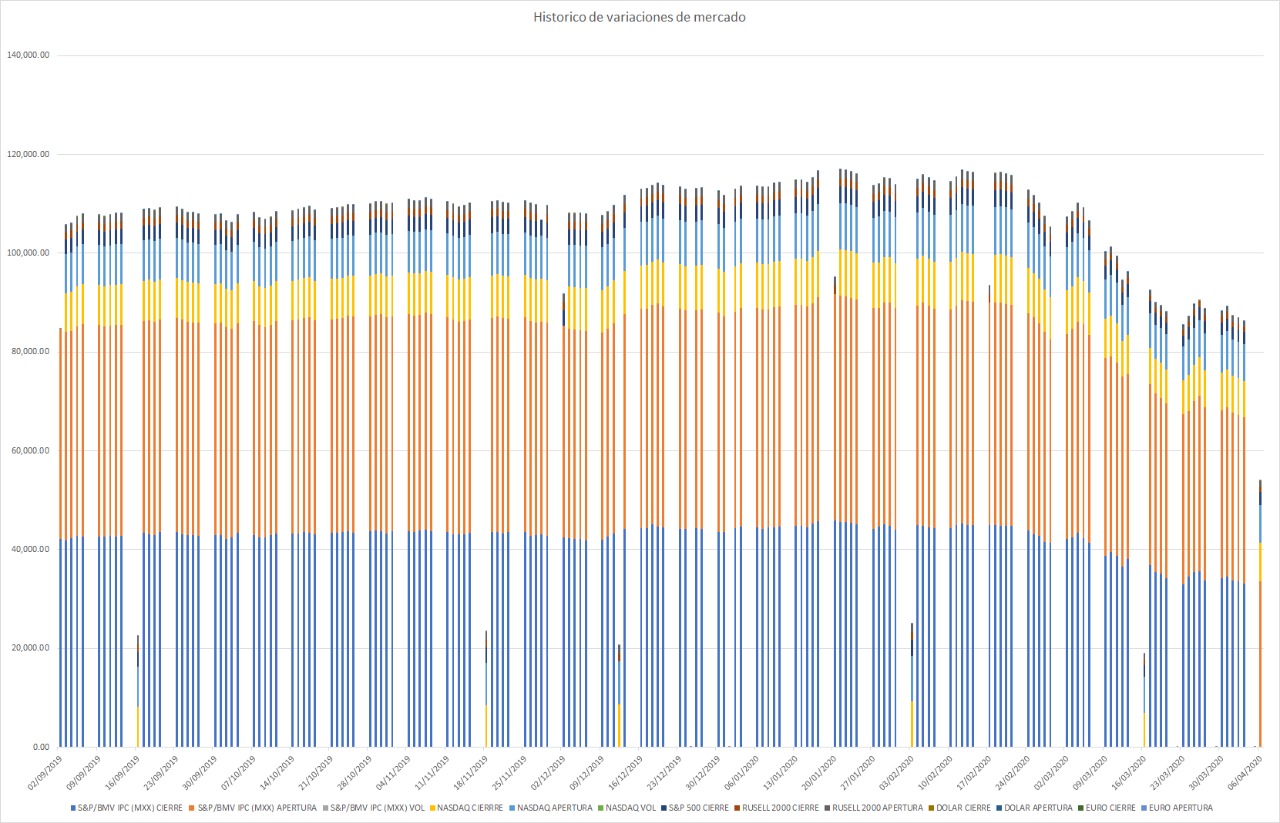 Historico de variaciones de mercado
140,000.00
120,000.00
100,000.00
80,000.00
60,000.00
40,000.00
20,000.00
0.00
02/09/2019 09/09/2019 16/09/2019 23/09/2019 30/09/2019 07/10/2019 14/10/2019 21/10/2019 28/10/2019 04/11/2019 11/11/2019 18/11/2019 25/11/2019 02/12/2019 09/12/2019 16/12/2019 23/12/2019 30/12/2019 06/01/2020 13/01/2020 20/01/2020 27/01/2020 03/02/2020 10/02/2020 17/02/2020 24/02/2020 02/03/2020 09/03/2020 16/03/2020 23/03/2020 30/03/2020 06/04/2020
S&P/BMV IPC (MXX) CIERRE S&P/BMV IPC (MXX) APERTURA S&P/BMV IPC (MXX) VOL NASDAQ CIERRRE NASDAQ APERTURA NASDAQ VOL S&P 500 CIERRE RUSELL 2000 CIERRE RUSELL 2000 APERTURA DOLAR CIERRE DOLAR APERTURA EURO CIERRE EURO APERTURA